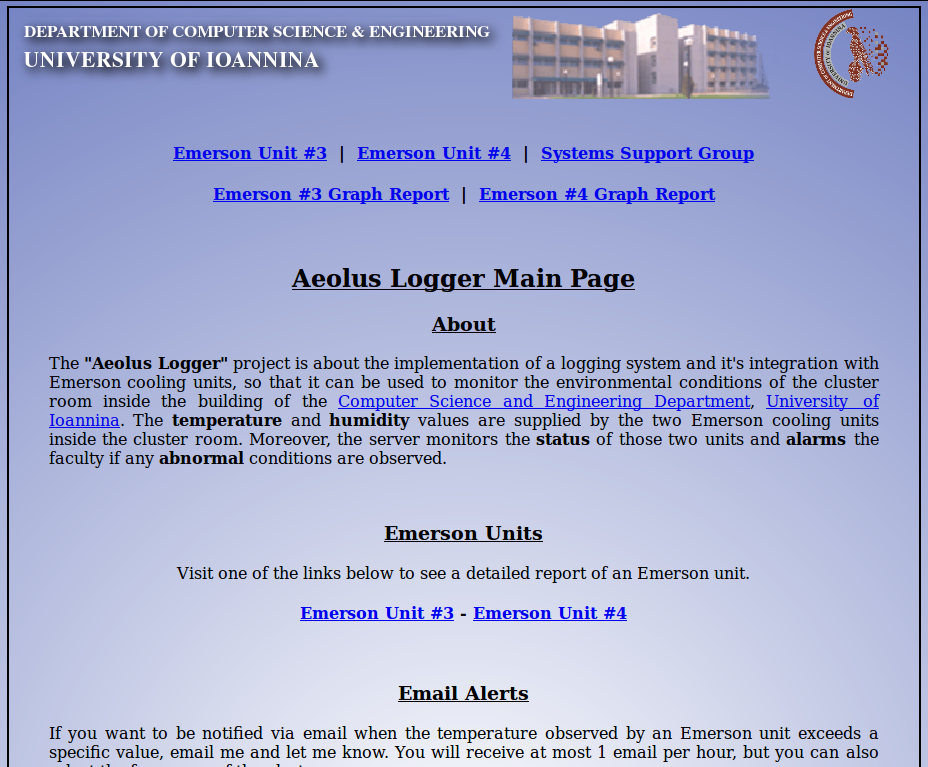 DEPARTMENT OF COMPUTER SCIENCE & ENGINEERING
UNIVERSITY OF IOANNINA
Emerson Unit #3 | Emerson Unit #4 | Systems Support Group
Emerson #3 Graph Report | Emerson #4 Graph Report
Aeolus Logger Main Page
About
The "Aeolus Logger" project is about the implementation of a logging system and it's integration with
Emerson cooling units, so that it can be used to monitor the environmental conditions of the cluster
room inside the building of the Computer Science and Engineering Department, University of
Ioannina. The temperature and humidity values are supplied by the two Emerson cooling units
inside the cluster room. Moreover, the server monitors the status of those two units and alarms the
faculty if any abnormal conditions are observed.
Emerson Units
Visit one of the links below to see a detailed report of an Emerson unit.
Emerson Unit #3 - Emerson Unit #4
Email Alerts
If you want to be notified via email when the temperature observed by an Emerson unit exceeds a
specific value, email me and let me know. You will receive at most 1 email per hour, but you can also